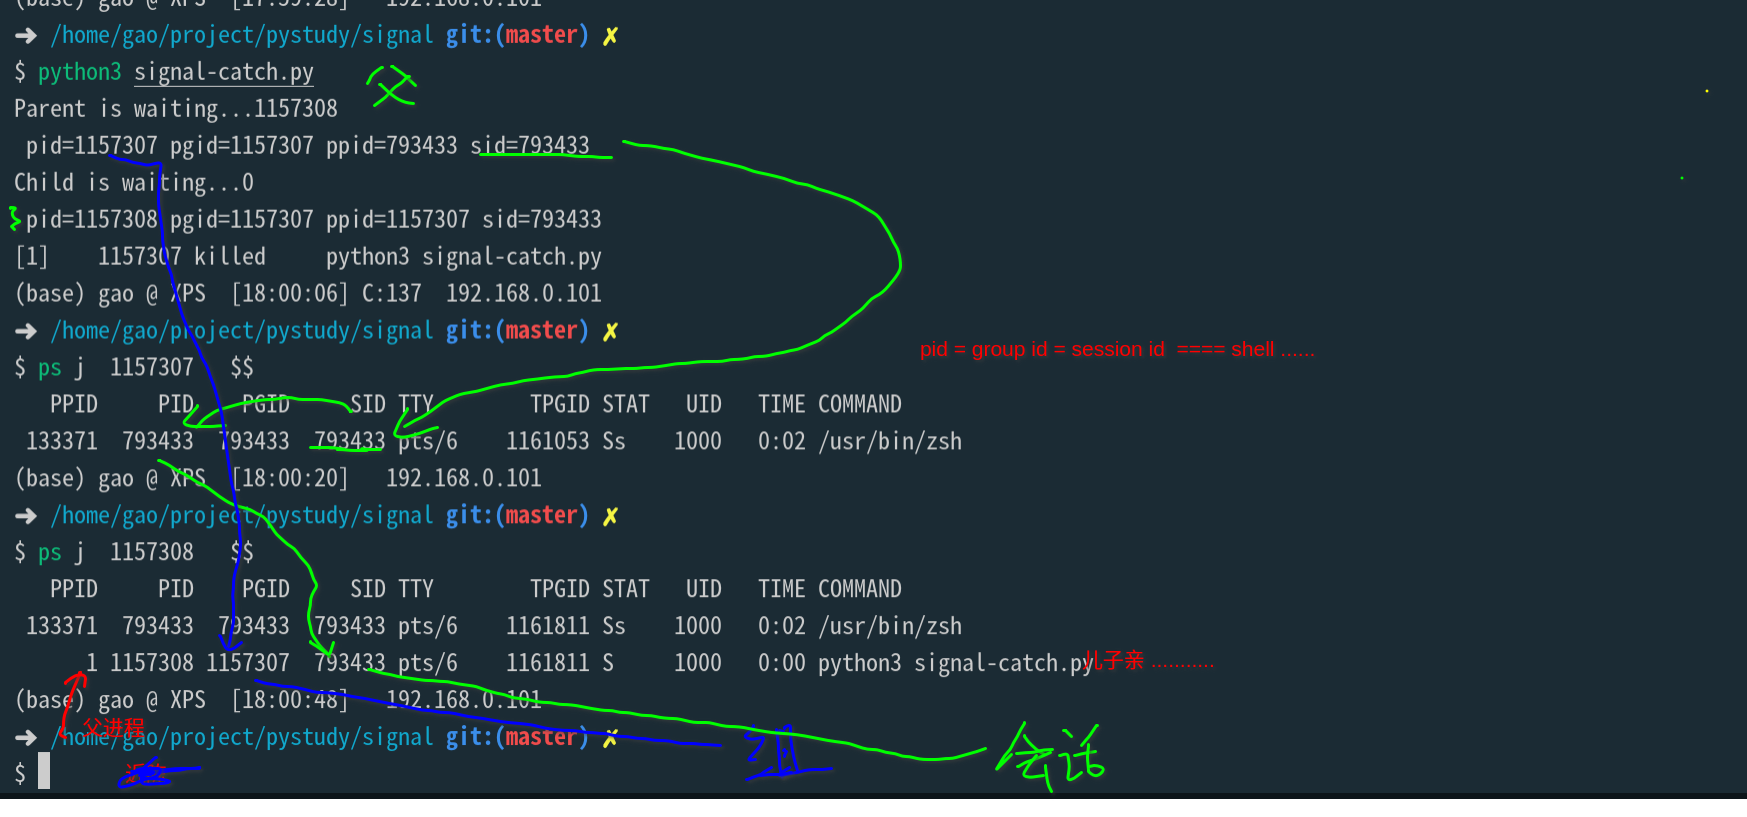 (base) gao @ XPS  [17:59:28]   192.168.0.101
➜ /home/gao/project/pystudy/signal git:(master) ✗
$ python3 signal-catch.py
父
Parent is waiting...1157308
pid=1157307 pgid=1157307 ppid=793433 sid=793433
Child is waiting...0
pid=1157308 pgid=1157307 ppid=1157307 sid=793433
[1]    1157307 killed     python3 signal-catch.py
(base) gao @ XPS  [18:00:06] C:137  192.168.0.101
➜ /home/gao/project/pystudy/signal git:(master) ✗
pid = group id = session id  ==== shell ......
$ ps j  1157307   $$
PPID     PID    PGID     SID TTY        TPGID STAT   UID   TIME COMMAND
133371  793433  793433  793433 pts/6    1161053 Ss    1000   0:02 /usr/bin/zsh
(base) gao @ XPS  [18:00:20]   192.168.0.101
➜ /home/gao/project/pystudy/signal git:(master) ✗
$ ps j  1157308   $$
PPID     PID    PGID     SID TTY        TPGID STAT   UID   TIME COMMAND
133371  793433  793433  793433 pts/6    1161811 Ss    1000   0:02 /usr/bin/zsh
1 1157308 1157307  793433 pts/6    1161811 S     1000   0:00 python3 signal-catch.py
儿子亲 ...........
(base) gao @ XPS  [18:00:48]   192.168.0.101
父进程
➜ /home/gao/project/pystudy/signal git:(master) ✗
组
会话
$